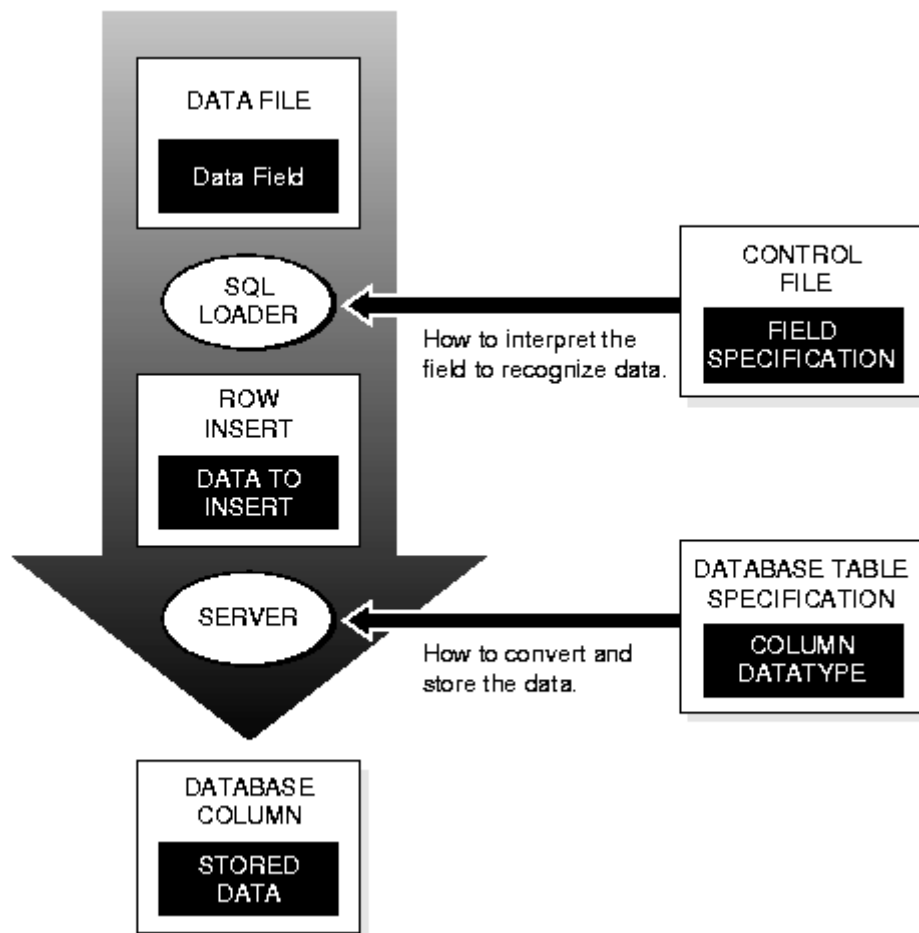 DATA FILE
Data Field
SQL
LOADER
CONTROL
FILE
FIELD
SPECIFICATION
How to interpret the
field to recognize data.
ROW
INSERT
DATA TO
INSERT
SERVER
DATABASE TABLE
SPECIFICATION
COLUMN
DATATYPE
How to convert and
store the data.
DATABASE
COLUMN
STORED
DATA